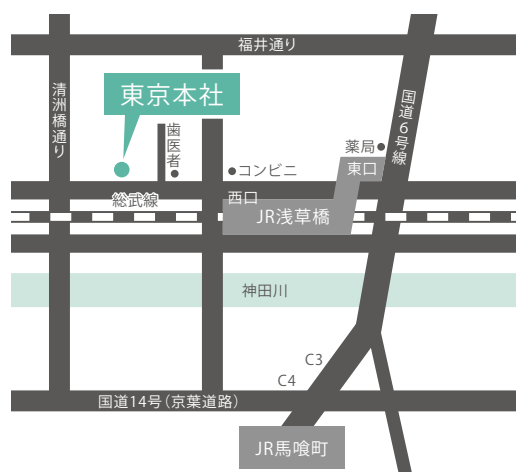 福井通り
清洲橋通り
東京本社
国道6号線
歯医者
薬局
コンビニ
東口
総武線
西口
JR浅草橋
神田川
C3
C4
国道14号（京葉道路）
JR馬喰町